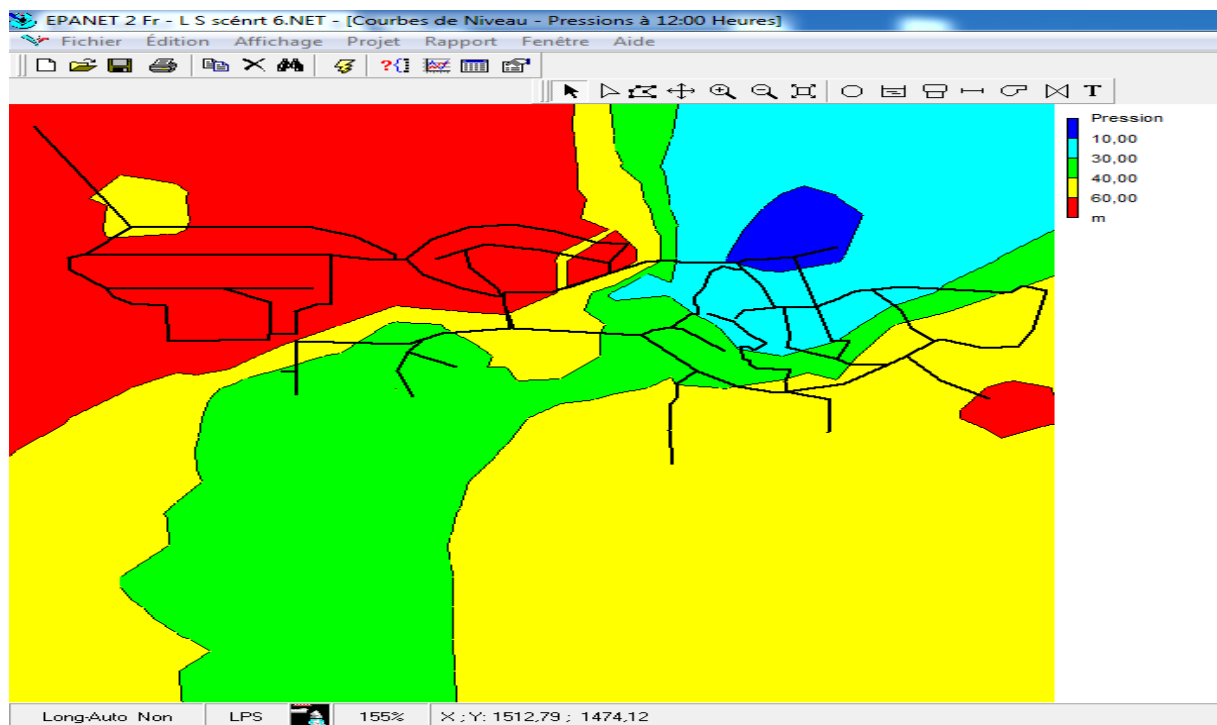 EPANET 2 Fr - L S scénrt 6.NET - [Courbes de Niveau - Pressions à 12:00 Heures]
Fichier Édition Affichage Projet Rapport Fenêtre Aide
T
Pression
10,00
30,00
40,00
60,00
m
Long-Auto Non LPS 155% X ; Y: 1512,79 ; 1474,12